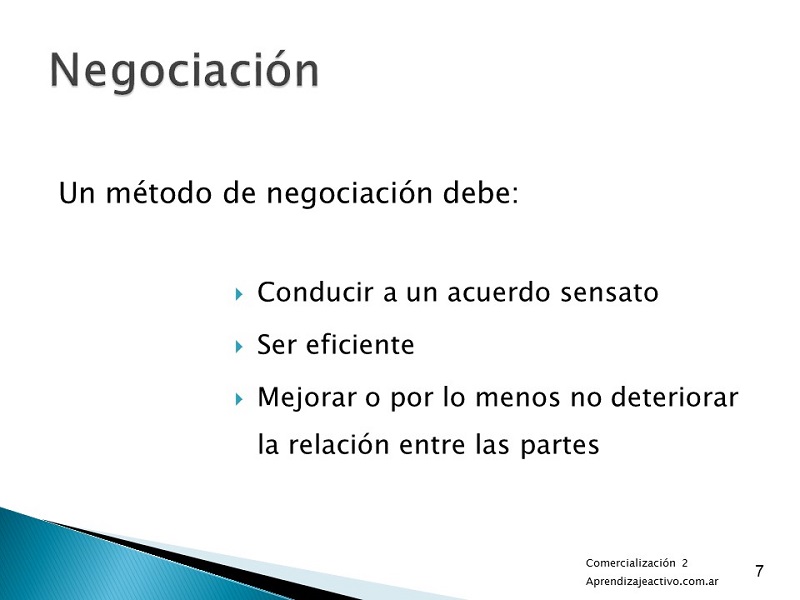 Negociación
Un método de negociación debe:
Conducir a un acuerdo sensato
Ser eficiente
Mejorar o por lo menos no deteriorar
la relación entre las partes
Comercialización 2
Aprendizajeactivo.com.ar
7